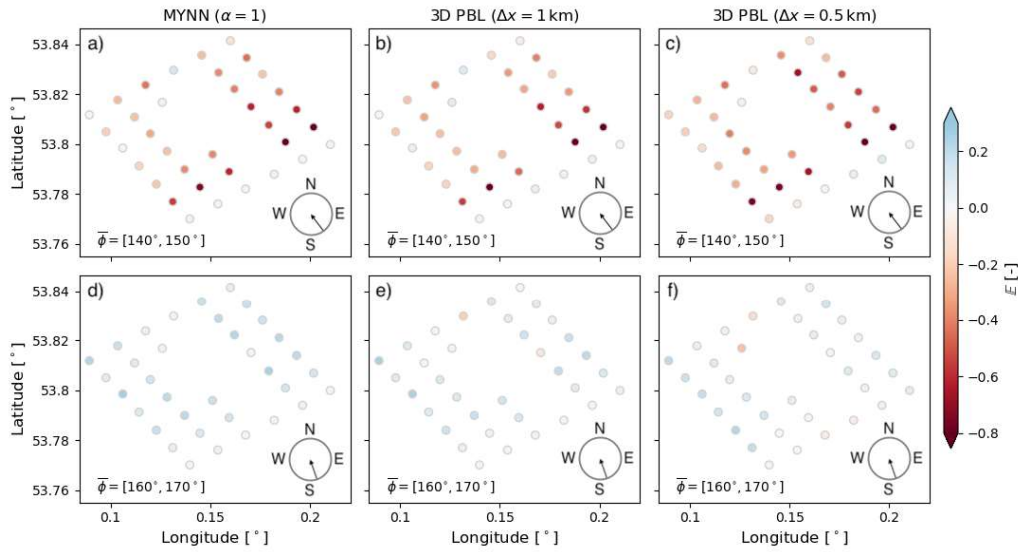 MYNN (α = 1)
3D PBL (Δx = 1 km)
3D PBL (Δx = 0.5 km)
a)
b)
c)
53.84
53.82
53.8
53.78
53.76
Latitude [°]
N
W E
S
N
W E
S
N
W E
S
ϕ̅ = [140°, 150°]
ϕ̅ = [140°, 150°]
ϕ̅ = [140°, 150°]
d)
e)
f)
53.84
53.82
53.8
53.78
53.76
Latitude [°]
N
W E
S
N
W E
S
N
W E
S
ϕ̅ = [160°, 170°]
ϕ̅ = [160°, 170°]
ϕ̅ = [160°, 170°]
0.1 0.15 0.2
0.1 0.15 0.2
0.1 0.15 0.2
Longitude [°]
Longitude [°]
Longitude [°]
0.2
0.0
−0.2
−0.4
−0.6
−0.8
𝔼 [-]